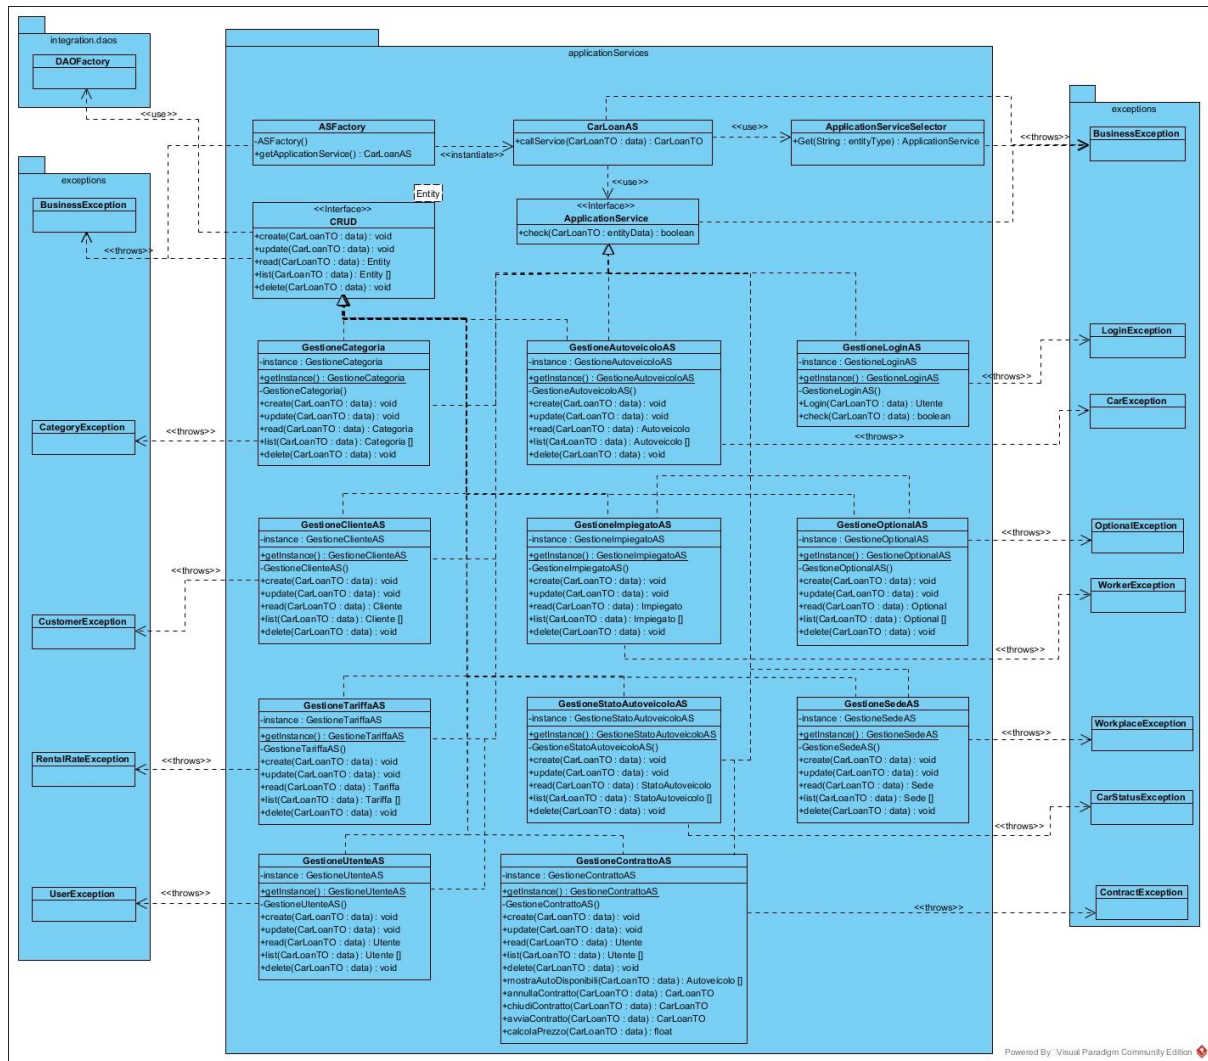 integration.daos
DAOFactory
<<use>>
exceptions
BusinessException
<<throws>>
CategoryException
<<throws>>
<<throws>>
CustomerException
RentalRateException
<<throws>>
UserException
<<throws>>
applicationServices
ASFactory
-ASFactory()
+getApplicationService() : CarLoanAS
<<instantiate>>
CarLoanAS
+callService(CarLoanTO : data) : CarLoanTO
<<use>>
ApplicationServiceSelector
+Get(String : entityType) : ApplicationService
<<use>>
Entity
<<Interface>>
CRUD
+create(CarLoanTO : data) : void
+update(CarLoanTO : data) : void
+read(CarLoanTO : data) : Entity
+list(CarLoanTO : data) : Entity []
+delete(CarLoanTO : data) : void
<<Interface>>
ApplicationService
+check(CarLoanTO : entityData) : boolean
GestioneCategoria
-instance : GestioneCategoria
+getInstance() : GestioneCategoria
-GestioneCategoria()
+create(CarLoanTO : data) : void
+update(CarLoanTO : data) : void
+read(CarLoanTO : data) : Categoria
+list(CarLoanTO : data) : Categoria []
+delete(CarLoanTO : data) : void
GestioneAutoveicoloAS
-instance : GestioneAutoveicoloAS
+getInstance() : GestioneAutoveicoloAS
-GestioneAutoveicoloAS()
+create(CarLoanTO : data) : void
+update(CarLoanTO : data) : void
+read(CarLoanTO : data) : Autoveicolo
+list(CarLoanTO : data) : Autoveicolo []
+delete(CarLoanTO : data) : void
GestioneLoginAS
-instance : GestioneLoginAS
+getInstance() : GestioneLoginAS
-GestioneLoginAS()
+Login(CarLoanTO : data) : Utente
+check(CarLoanTO : data) : boolean
GestioneClienteAS
-instance : GestioneClienteAS
+getInstance() : GestioneClienteAS
-GestioneClienteAS()
+create(CarLoanTO : data) : void
+update(CarLoanTO : data) : void
+read(CarLoanTO : data) : Cliente
+list(CarLoanTO : data) : Cliente []
+delete(CarLoanTO : data) : void
GestioneImpiegatoAS
-instance : GestioneImpiegatoAS
+getInstance() : GestioneImpiegatoAS
-GestioneImpiegatoAS()
+create(CarLoanTO : data) : void
+update(CarLoanTO : data) : void
+read(CarLoanTO : data) : Impiegato
+list(CarLoanTO : data) : Impiegato []
+delete(CarLoanTO : data) : void
GestioneOptionalAS
-instance : GestioneOptionalAS
+getInstance() : GestioneOptionalAS
-GestioneOptionalAS()
+create(CarLoanTO : data) : void
+update(CarLoanTO : data) : void
+read(CarLoanTO : data) : Optional
+list(CarLoanTO : data) : Optional []
+delete(CarLoanTO : data) : void
GestioneTariffaAS
-instance : GestioneTariffaAS
+getInstance() : GestioneTariffaAS
-GestioneTariffaAS()
+create(CarLoanTO : data) : void
+update(CarLoanTO : data) : void
+read(CarLoanTO : data) : Tariffa
+list(CarLoanTO : data) : Tariffa []
+delete(CarLoanTO : data) : void
GestioneStatoAutoveicoloAS
-instance : GestioneStatoAutoveicoloAS
+getInstance() : GestioneStatoAutoveicoloAS
-GestioneStatoAutoveicoloAS()
+create(CarLoanTO : data) : void
+update(CarLoanTO : data) : void
+read(CarLoanTO : data) : StatoAutoveicolo
+list(CarLoanTO : data) : StatoAutoveicolo []
+delete(CarLoanTO : data) : void
GestioneSedeAS
-instance : GestioneSedeAS
+getInstance() : GestioneSedeAS
-GestioneSedeAS()
+create(CarLoanTO : data) : void
+update(CarLoanTO : data) : void
+read(CarLoanTO : data) : Sede
+list(CarLoanTO : data) : Sede []
+delete(CarLoanTO : data) : void
GestioneUtenteAS
-instance : GestioneUtenteAS
+getInstance() : GestioneUtenteAS
-GestioneUtenteAS()
+create(CarLoanTO : data) : void
+update(CarLoanTO : data) : void
+read(CarLoanTO : data) : Utente
+list(CarLoanTO : data) : Utente []
+delete(CarLoanTO : data) : void
GestioneContrattoAS
-instance : GestioneContrattoAS
+getInstance() : GestioneContrattoAS
-GestioneContrattoAS()
+create(CarLoanTO : data) : void
+update(CarLoanTO : data) : void
+read(CarLoanTO : data) : Utente
+list(CarLoanTO : data) : Utente []
+delete(CarLoanTO : data) : void
+mostraAutoDisponibili(CarLoanTO : data) : Autoveicolo []
+annullaContratto(CarLoanTO : data) : CarLoanTO
+chiudiContratto(CarLoanTO : data) : CarLoanTO
+avviaContratto(CarLoanTO : data) : CarLoanTO
+calcolaPrezzo(CarLoanTO : data) : float
exceptions
BusinessException
<<throws>>
LoginException
<<throws>>
CarException
<<throws>>
OptionalException
<<throws>>
WorkerException
<<throws>>
WorkplaceException
<<throws>>
CarStatusException
<<throws>>
ContractException
<<throws>>
Powered By Visual Paradigm Community Edition